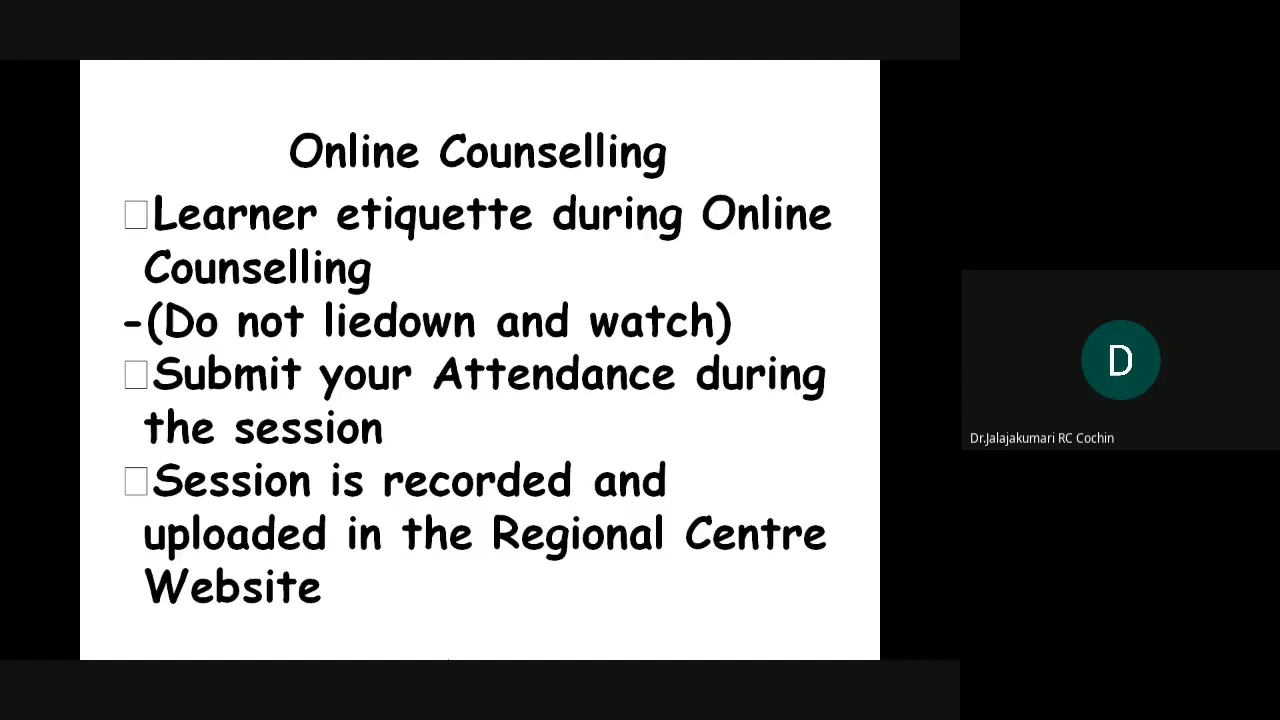 Online Counselling
□Learner etiquette during Online
Counselling
-(Do not liedown and watch)
□Submit your Attendance during
the session
□Session is recorded and
uploaded in the Regional Centre
Website
D
Dr.Jalajakumari RC Cochin